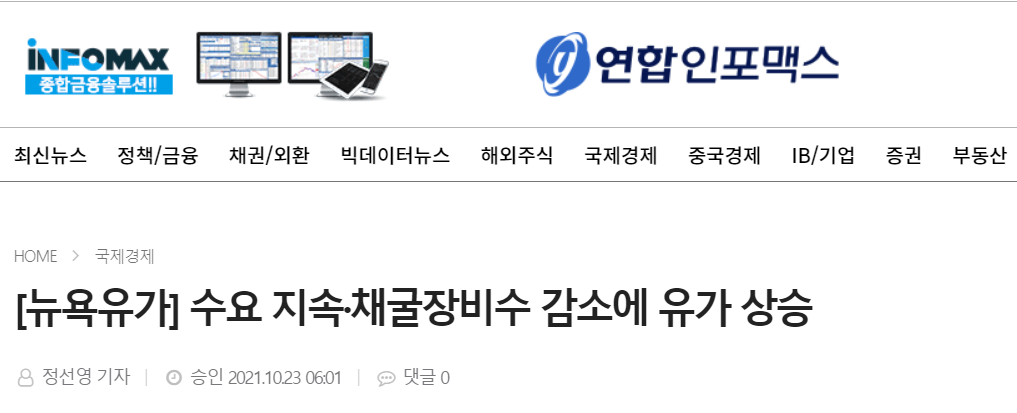 iNFOMAX
종합금융솔루션!!
연합인포맥스
최신뉴스 정책/금융 채권/외환 빅데이터뉴스 해외주식 국제경제 중국경제 IB/기업 증권 부동산
HOME > 국제경제
[뉴욕유가] 수요 지속·채굴장비수 감소에 유가 상승
정선영 기자 | 승인 2021.10.23 06:01 | 댓글 0